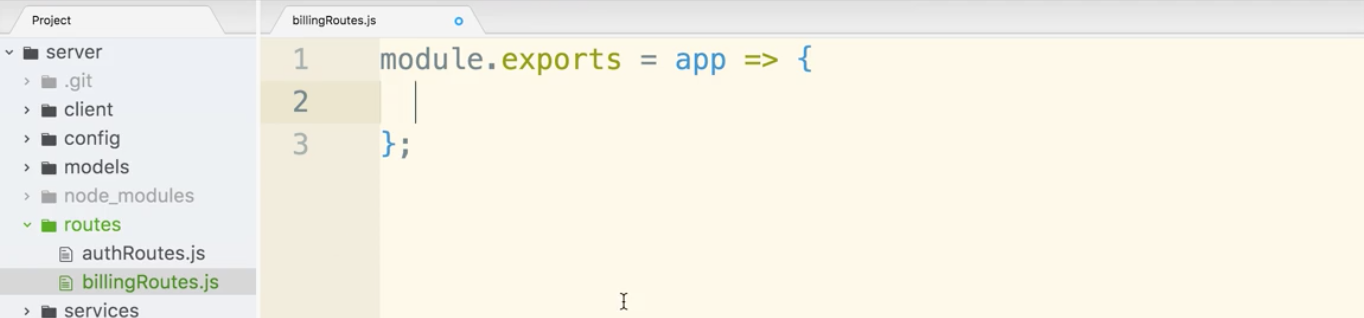 Project
billingRoutes.js
server
.git
client
config
models
node_modules
routes
authRoutes.js
billingRoutes.js
services
1 module.exports = app => {
2
3 };